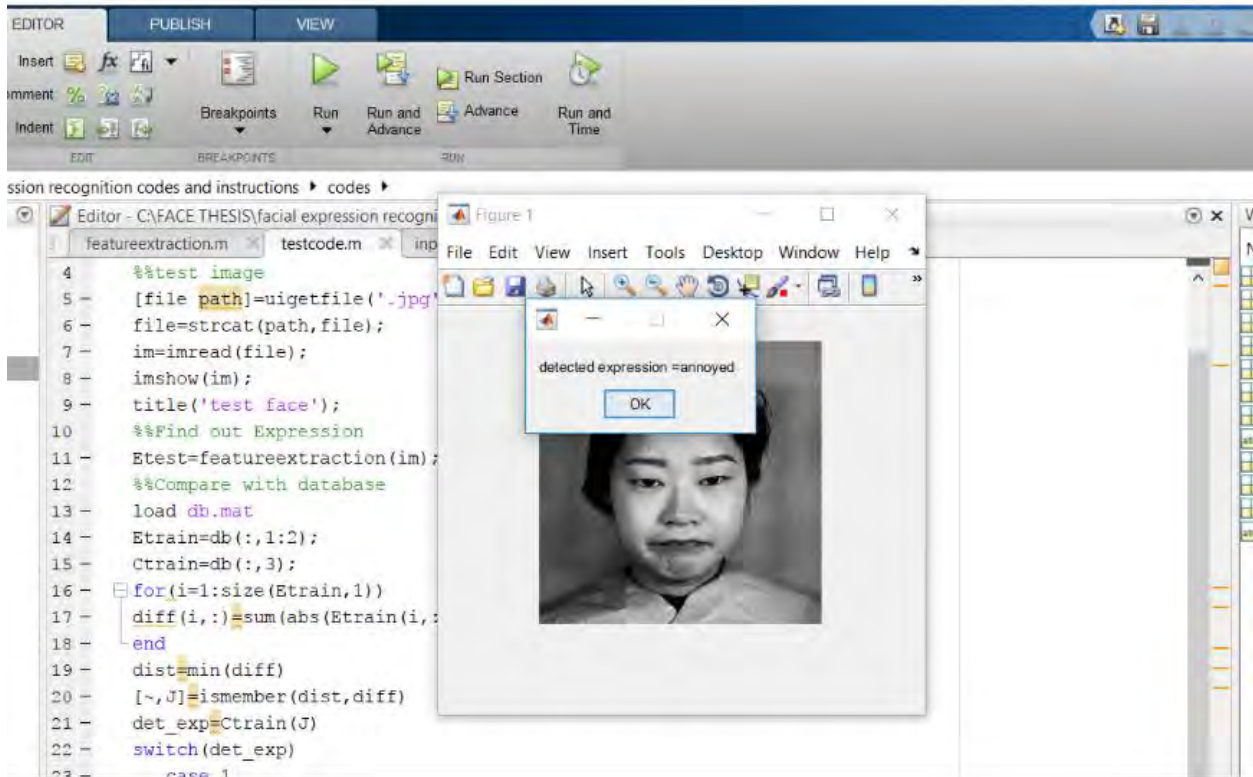 EDITOR PUBLISH VIEW
Insert fx
mment %
Indent
Breakpoints
Run
Run and
Advance
Run Section
Advance
Run and
Time
EDIT BREAKPOINTS RUN
ssion recognition codes and instructions codes
Editor - C:\FACE THESIS\facial expression recogni
featureextraction.m testcode.m inp
4 %%test image
5 - [file path]=uigetfile('.jpg'
6 - file=strcat(path,file);
7 - im=imread(file);
8 - imshow(im);
9 - title('test face');
10 %%Find out Expression
11 - Etest=featureextraction(im);
12 %%Compare with database
13 - load db.mat
14 - Etrain=db(:,1:2);
15 - Ctrain=db(:,3);
16 - for(i=1:size(Etrain,1))
17 - diff(i,:)=sum(abs(Etrain(i,:
18 - end
19 - dist=min(diff)
20 - [~,J]=ismember(dist,diff)
21 - det_exp=Ctrain(J)
22 - switch(det_exp)
23 - case 1
Figure 1
File Edit View Insert Tools Desktop Window Help
detected expression =annoyed
OK